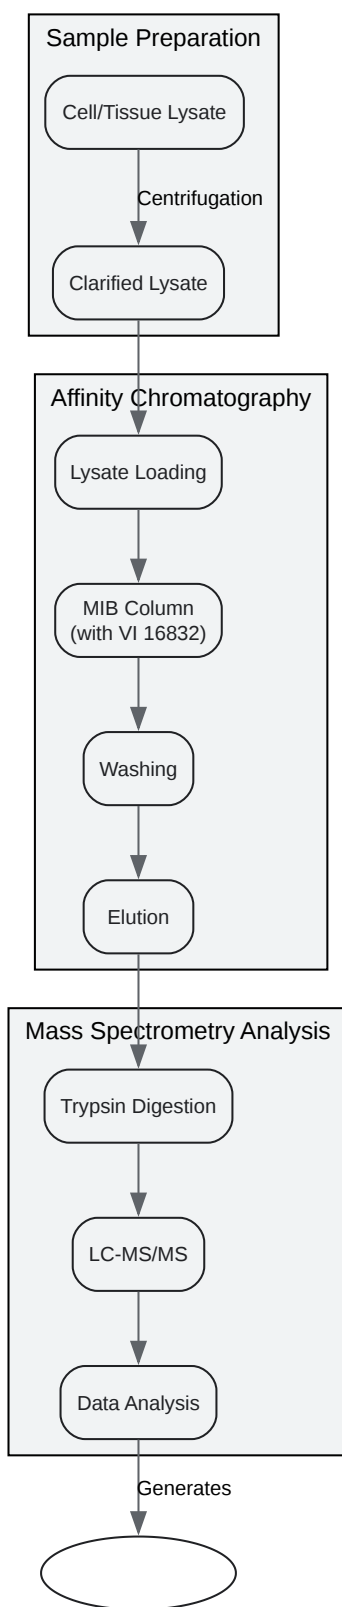 Sample Preparation
Cell/Tissue Lysate
Centrifugation
Clarified Lysate
Affinity Chromatography
Lysate Loading
MIB Column
(with VI 16832)
Washing
Elution
Mass Spectrometry Analysis
Trypsin Digestion
LC-MS/MS
Data Analysis
Generates